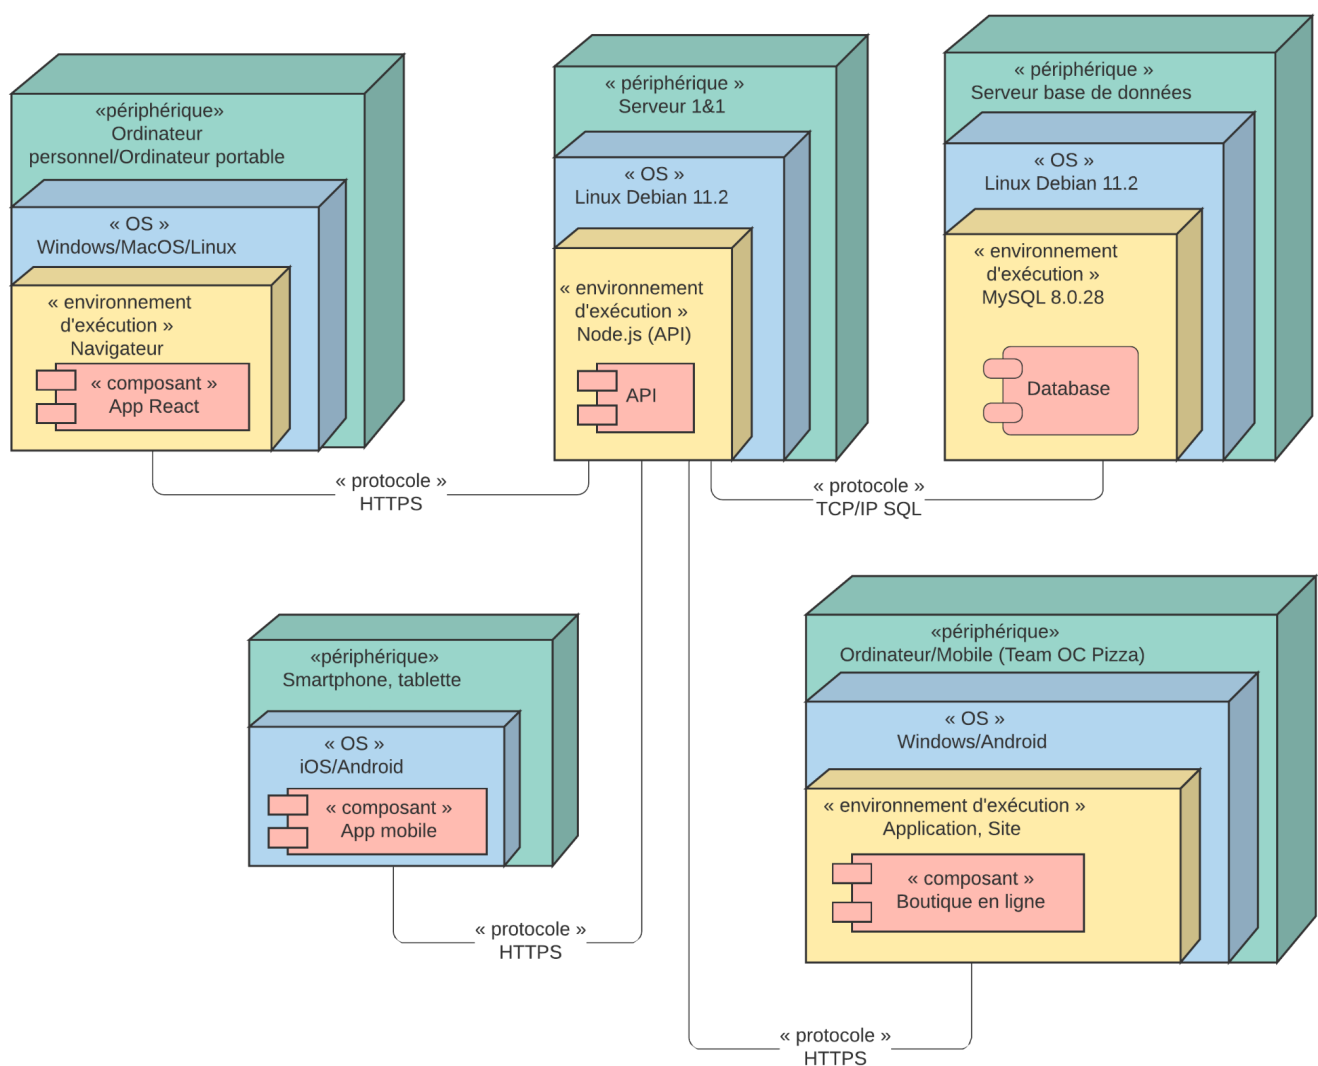 «périphérique»
Ordinateur
personnel/Ordinateur portable
« OS »
Windows/MacOS/Linux
« environnement
d'exécution »
Navigateur
« composant »
App React
« périphérique »
Serveur 1&1
« OS »
Linux Debian 11.2
« environnement
d'exécution »
Node.js (API)
API
« périphérique »
Serveur base de données
« OS »
Linux Debian 11.2
« environnement
d'exécution »
MySQL 8.0.28
Database
« protocole »
HTTPS
« protocole »
TCP/IP SQL
«périphérique»
Smartphone, tablette
« OS »
iOS/Android
« composant »
App mobile
« protocole »
HTTPS
«périphérique»
Ordinateur/Mobile (Team OC Pizza)
« OS »
Windows/Android
« environnement d'exécution »
Application, Site
« composant »
Boutique en ligne
« protocole »
HTTPS